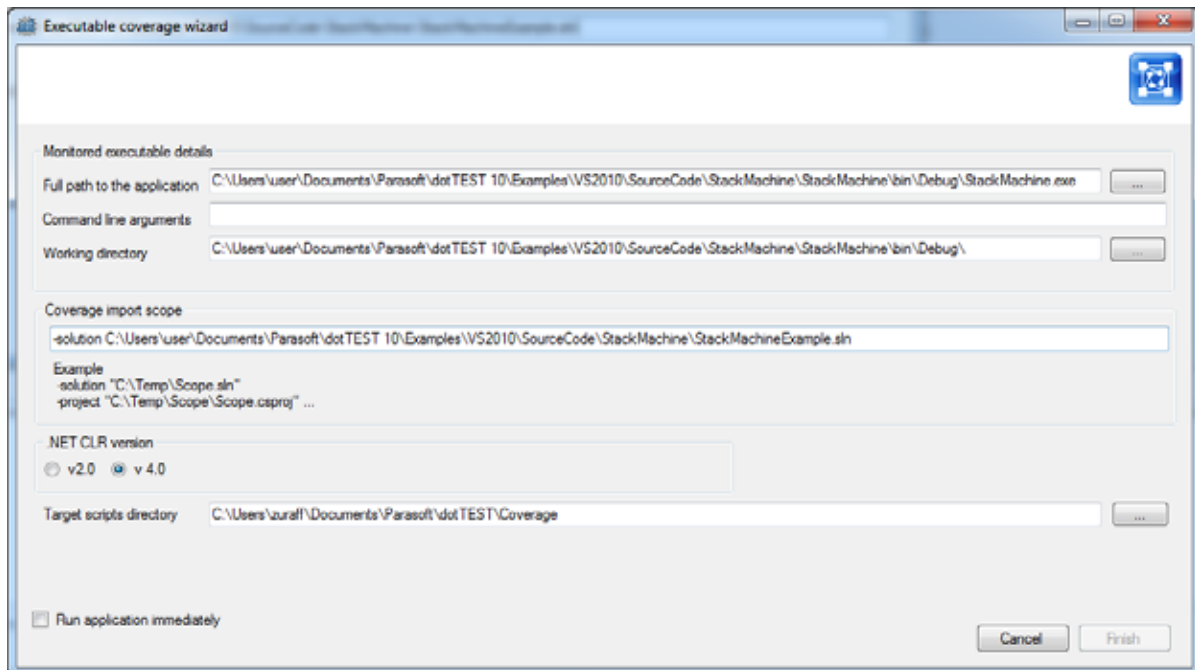 Executable coverage wizard
Monitored executable details
Full path to the application C:\Users\user\Documents\Parasoft\dotTEST 10\Examples\VS2010\SourceCode\StackMachine\StackMachine\bin\Debug\StackMachine.exe ...
Command line arguments
Working directory C:\Users\user\Documents\Parasoft\dotTEST 10\Examples\VS2010\SourceCode\StackMachine\StackMachine\bin\Debug\ ...
Coverage import scope
-solution C:\Users\user\Documents\Parasoft\dotTEST 10\Examples\VS2010\SourceCode\StackMachine\StackMachineExample.sln
Example
-solution "C:\Temp\Scope.sln"
-project "C:\Temp\Scope\Scope.csproj" ...
.NET CLR version
v2.0 v 4.0
Target scripts directory C:\Users\zuraff\Documents\Parasoft\dotTEST\Coverage ...
Run application immediately
Cancel Finish